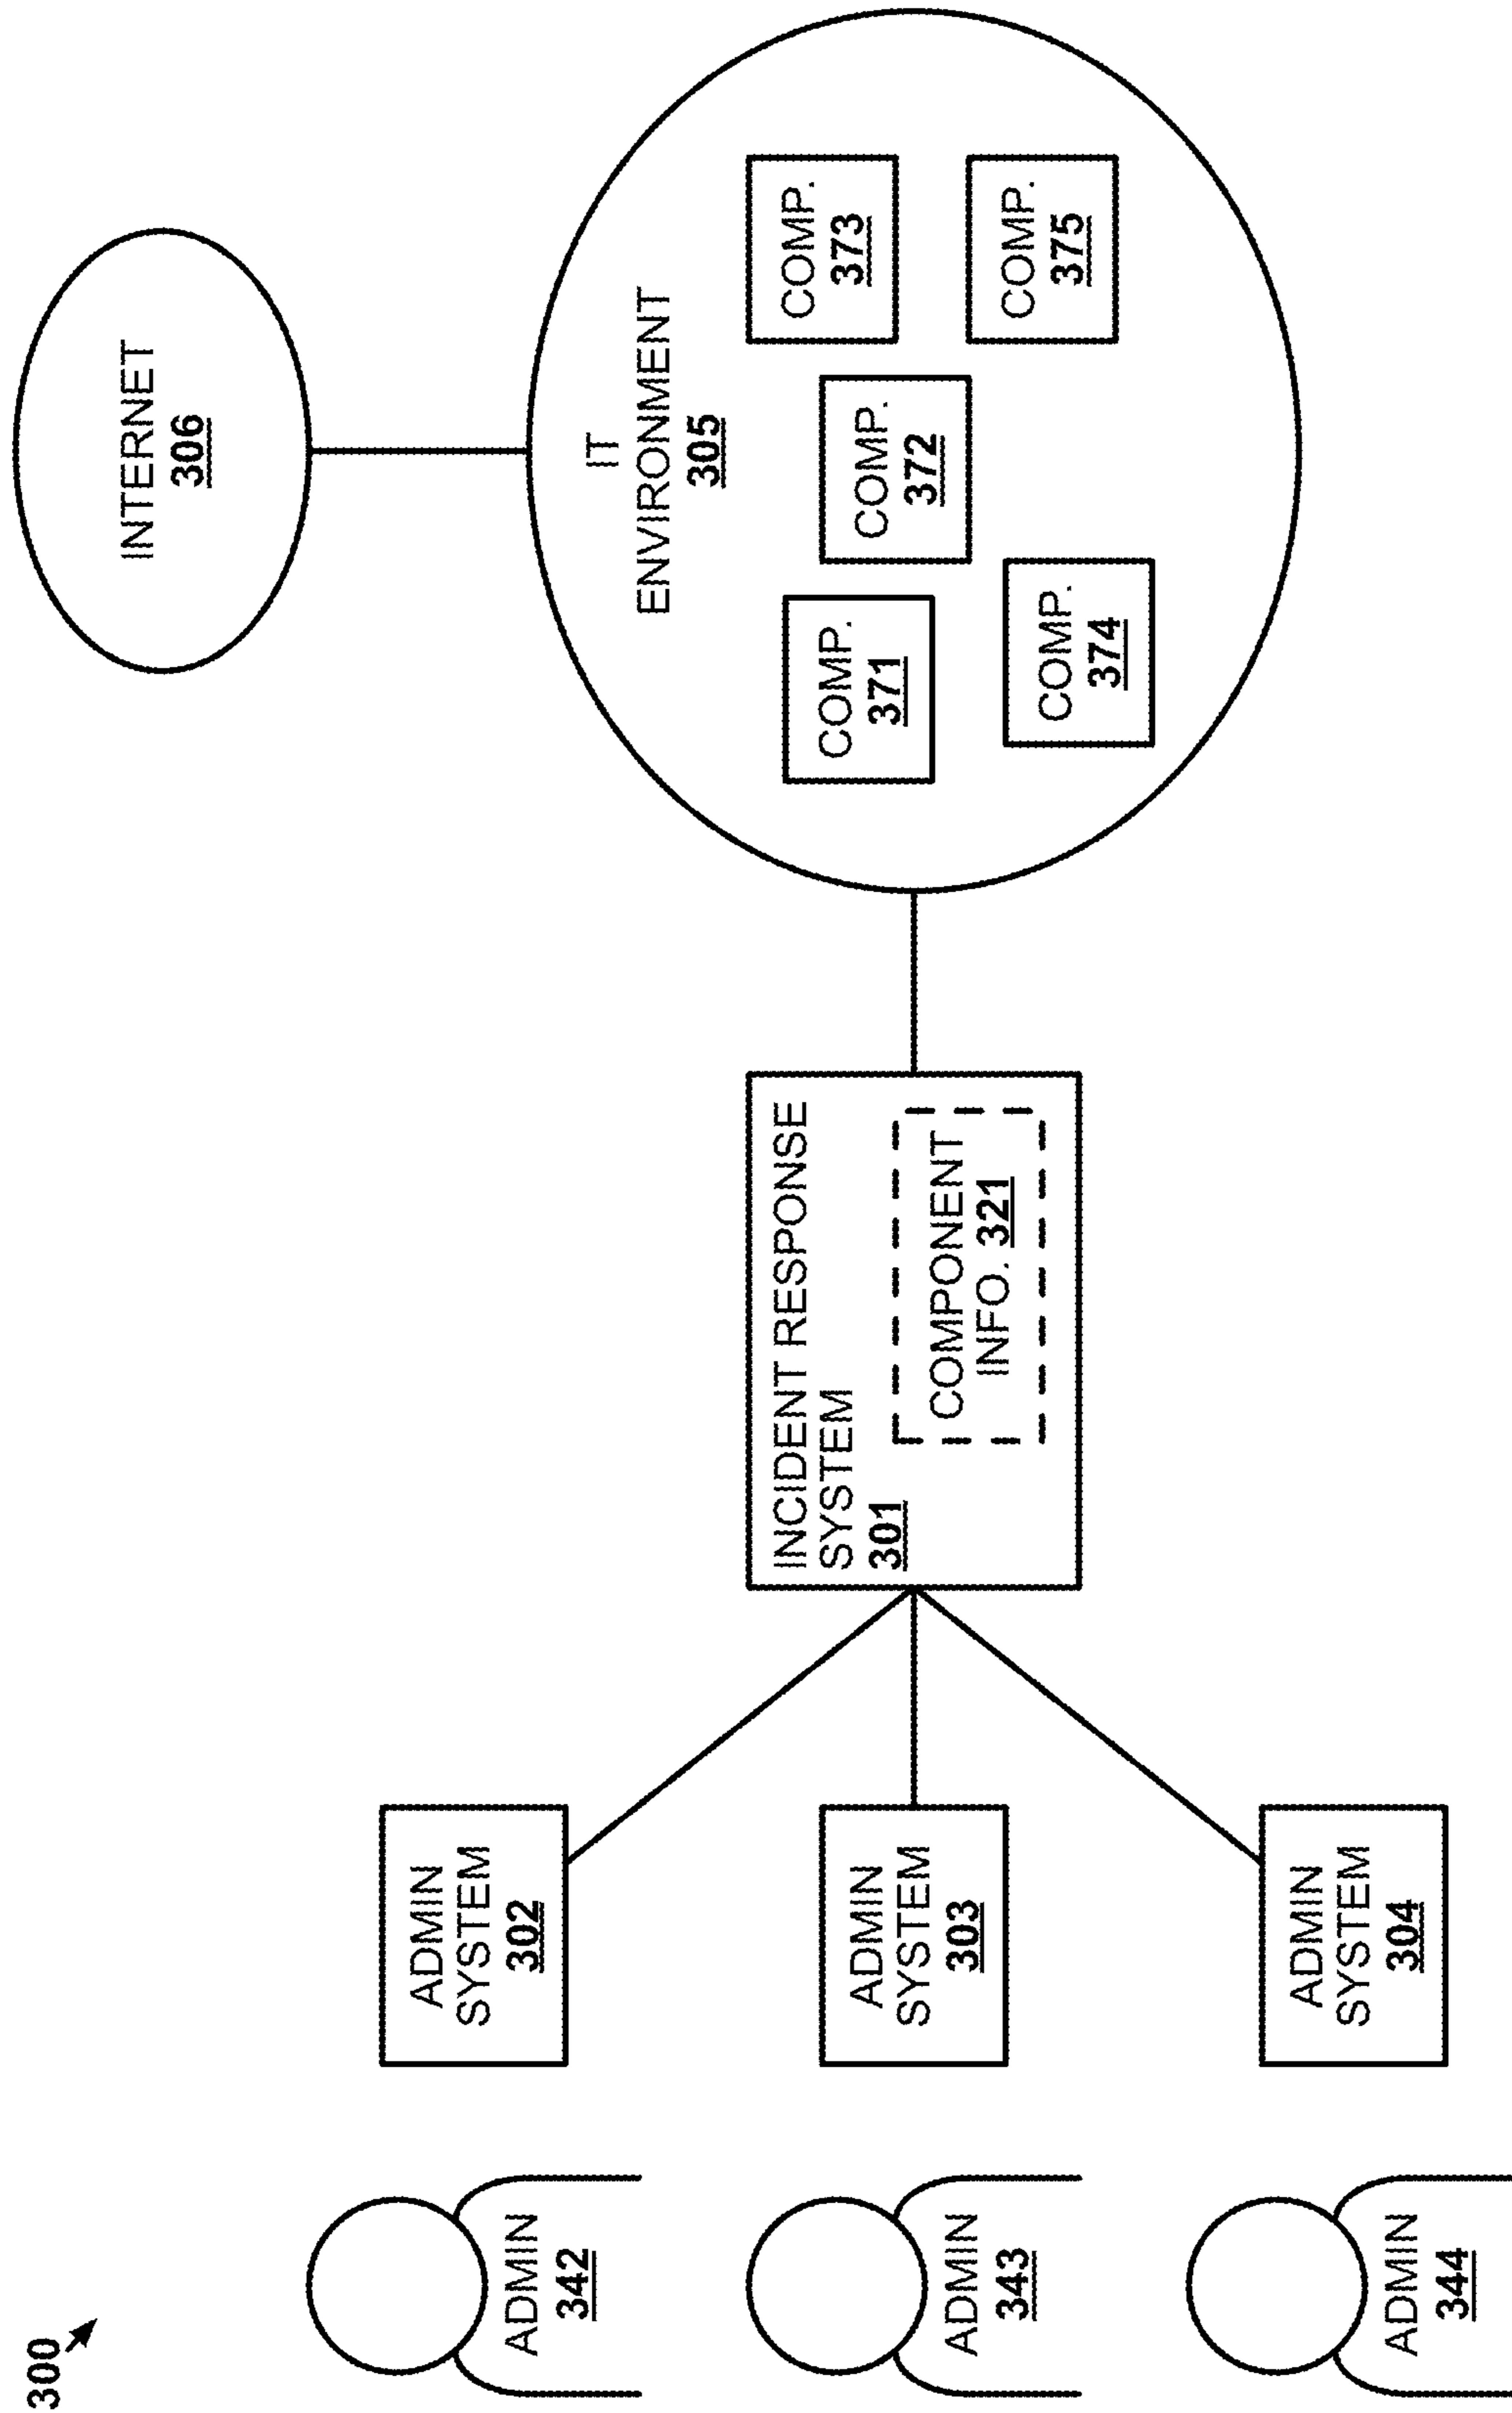 300
INTERNET
306
ADMIN
342
ADMIN
SYSTEM
302
IT
ENVIRONMENT
305
INCIDENT RESPONSE
SYSTEM
301
COMPONENT
INFO. 321
COMP.
371
COMP.
372
COMP.
373
ADMIN
343
ADMIN
SYSTEM
303
COMP.
374
COMP.
375
ADMIN
344
ADMIN
SYSTEM
304